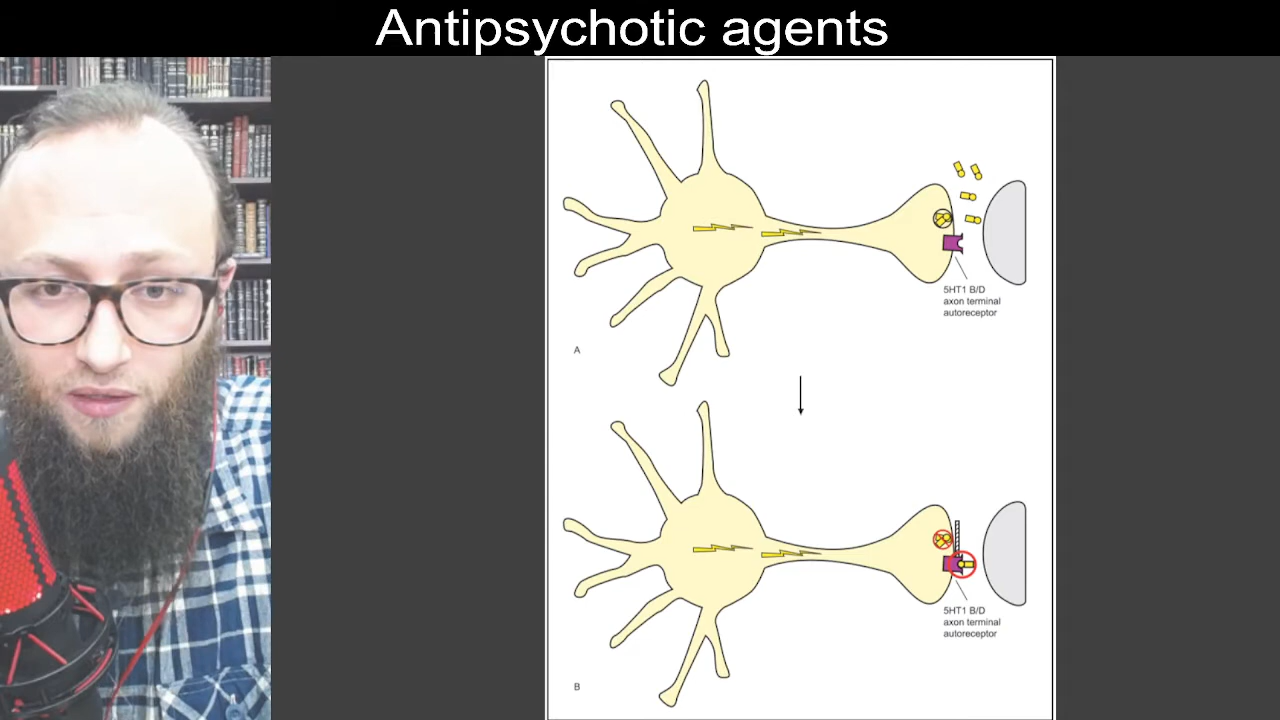 Antipsychotic agents
5HT1 B/D
axon terminal
autoreceptor
A
5HT1 B/D
axon terminal
autoreceptor
B